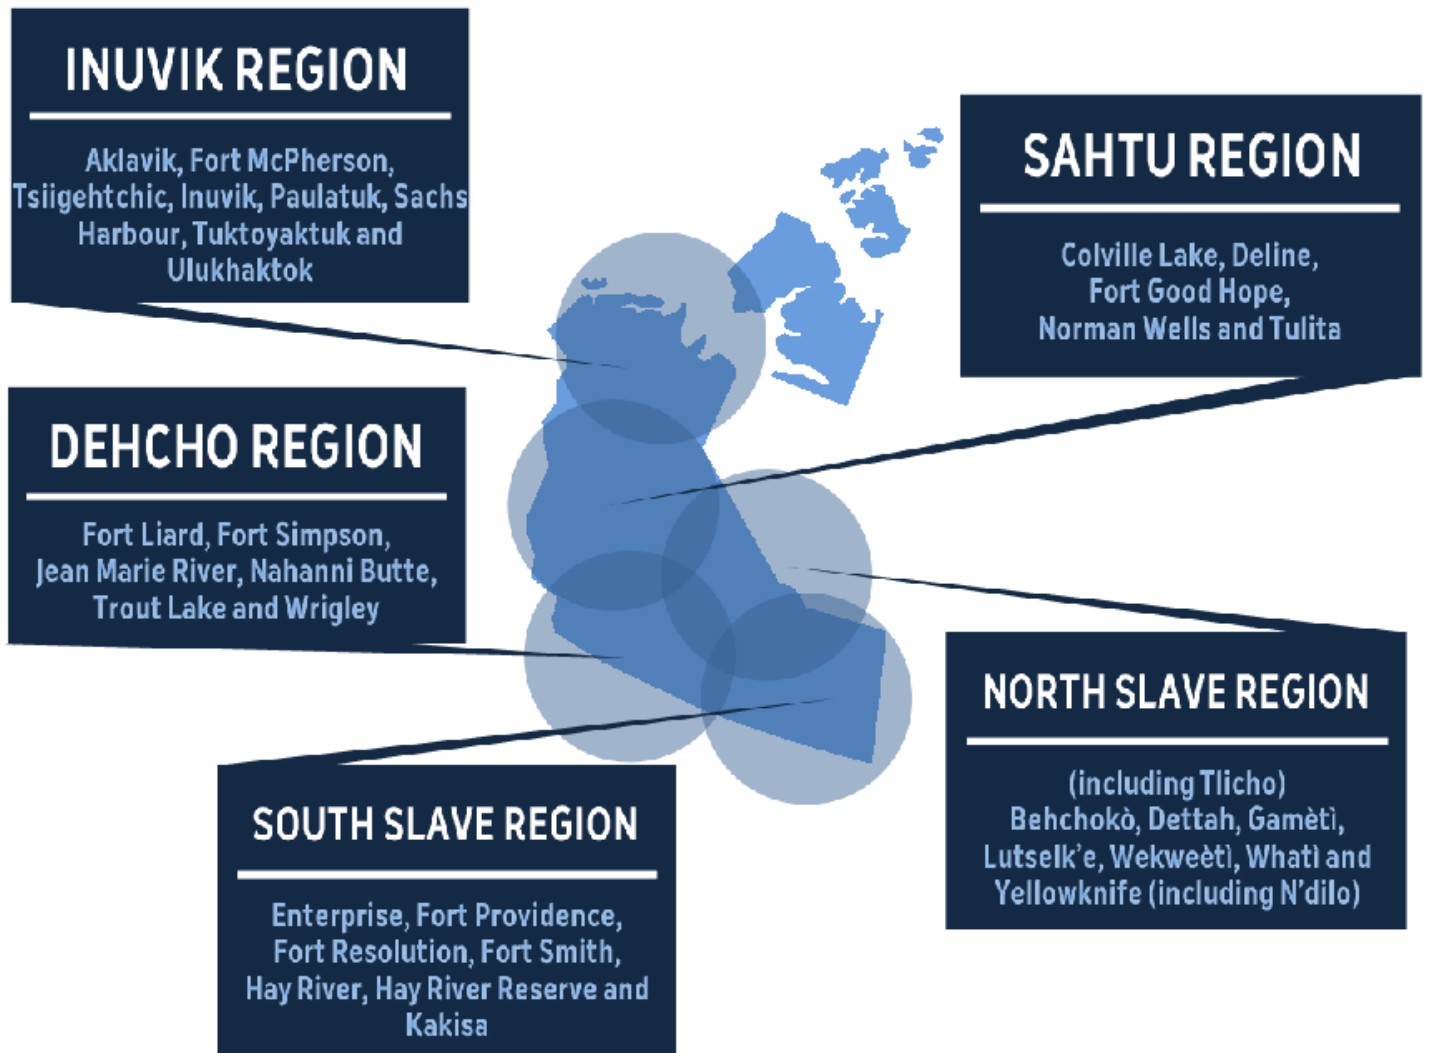 INUVIK REGION
Aklavik, Fort McPherson,
Tsiigehtchic, Inuvik, Paulatuk, Sachs
Harbour, Tuktoyaktuk and
Ulukhaktok
SAHTU REGION
Colville Lake, Deline,
Fort Good Hope,
Norman Wells and Tulita
DEHCHO REGION
Fort Liard, Fort Simpson,
Jean Marie River, Nahanni Butte,
Trout Lake and Wrigley
NORTH SLAVE REGION
(including Tlicho)
Behchokò, Dettah, Gamètì,
Lutselk’e, Wekweètì, Whatì and
Yellowknife (including N’dilo)
SOUTH SLAVE REGION
Enterprise, Fort Providence,
Fort Resolution, Fort Smith,
Hay River, Hay River Reserve and
Kakisa